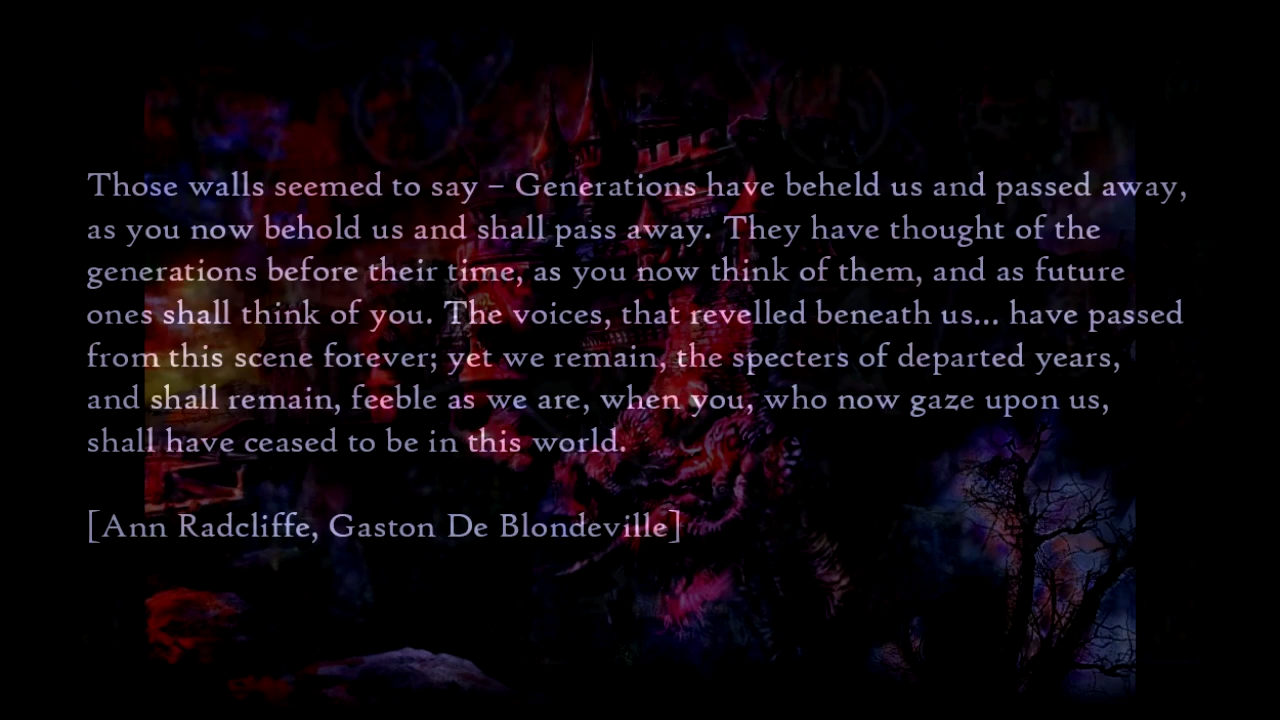 Those walls seemed to say – Generations have beheld us and passed away,
as you now behold us and shall pass away. They have thought of the
generations before their time, as you now think of them, and as future
ones shall think of you. The voices, that revelled beneath us... have passed
from this scene forever; yet we remain, the specters of departed years,
and shall remain, feeble as we are, when you, who now gaze upon us,
shall have ceased to be in this world.
[Ann Radcliffe, Gaston De Blondeville]